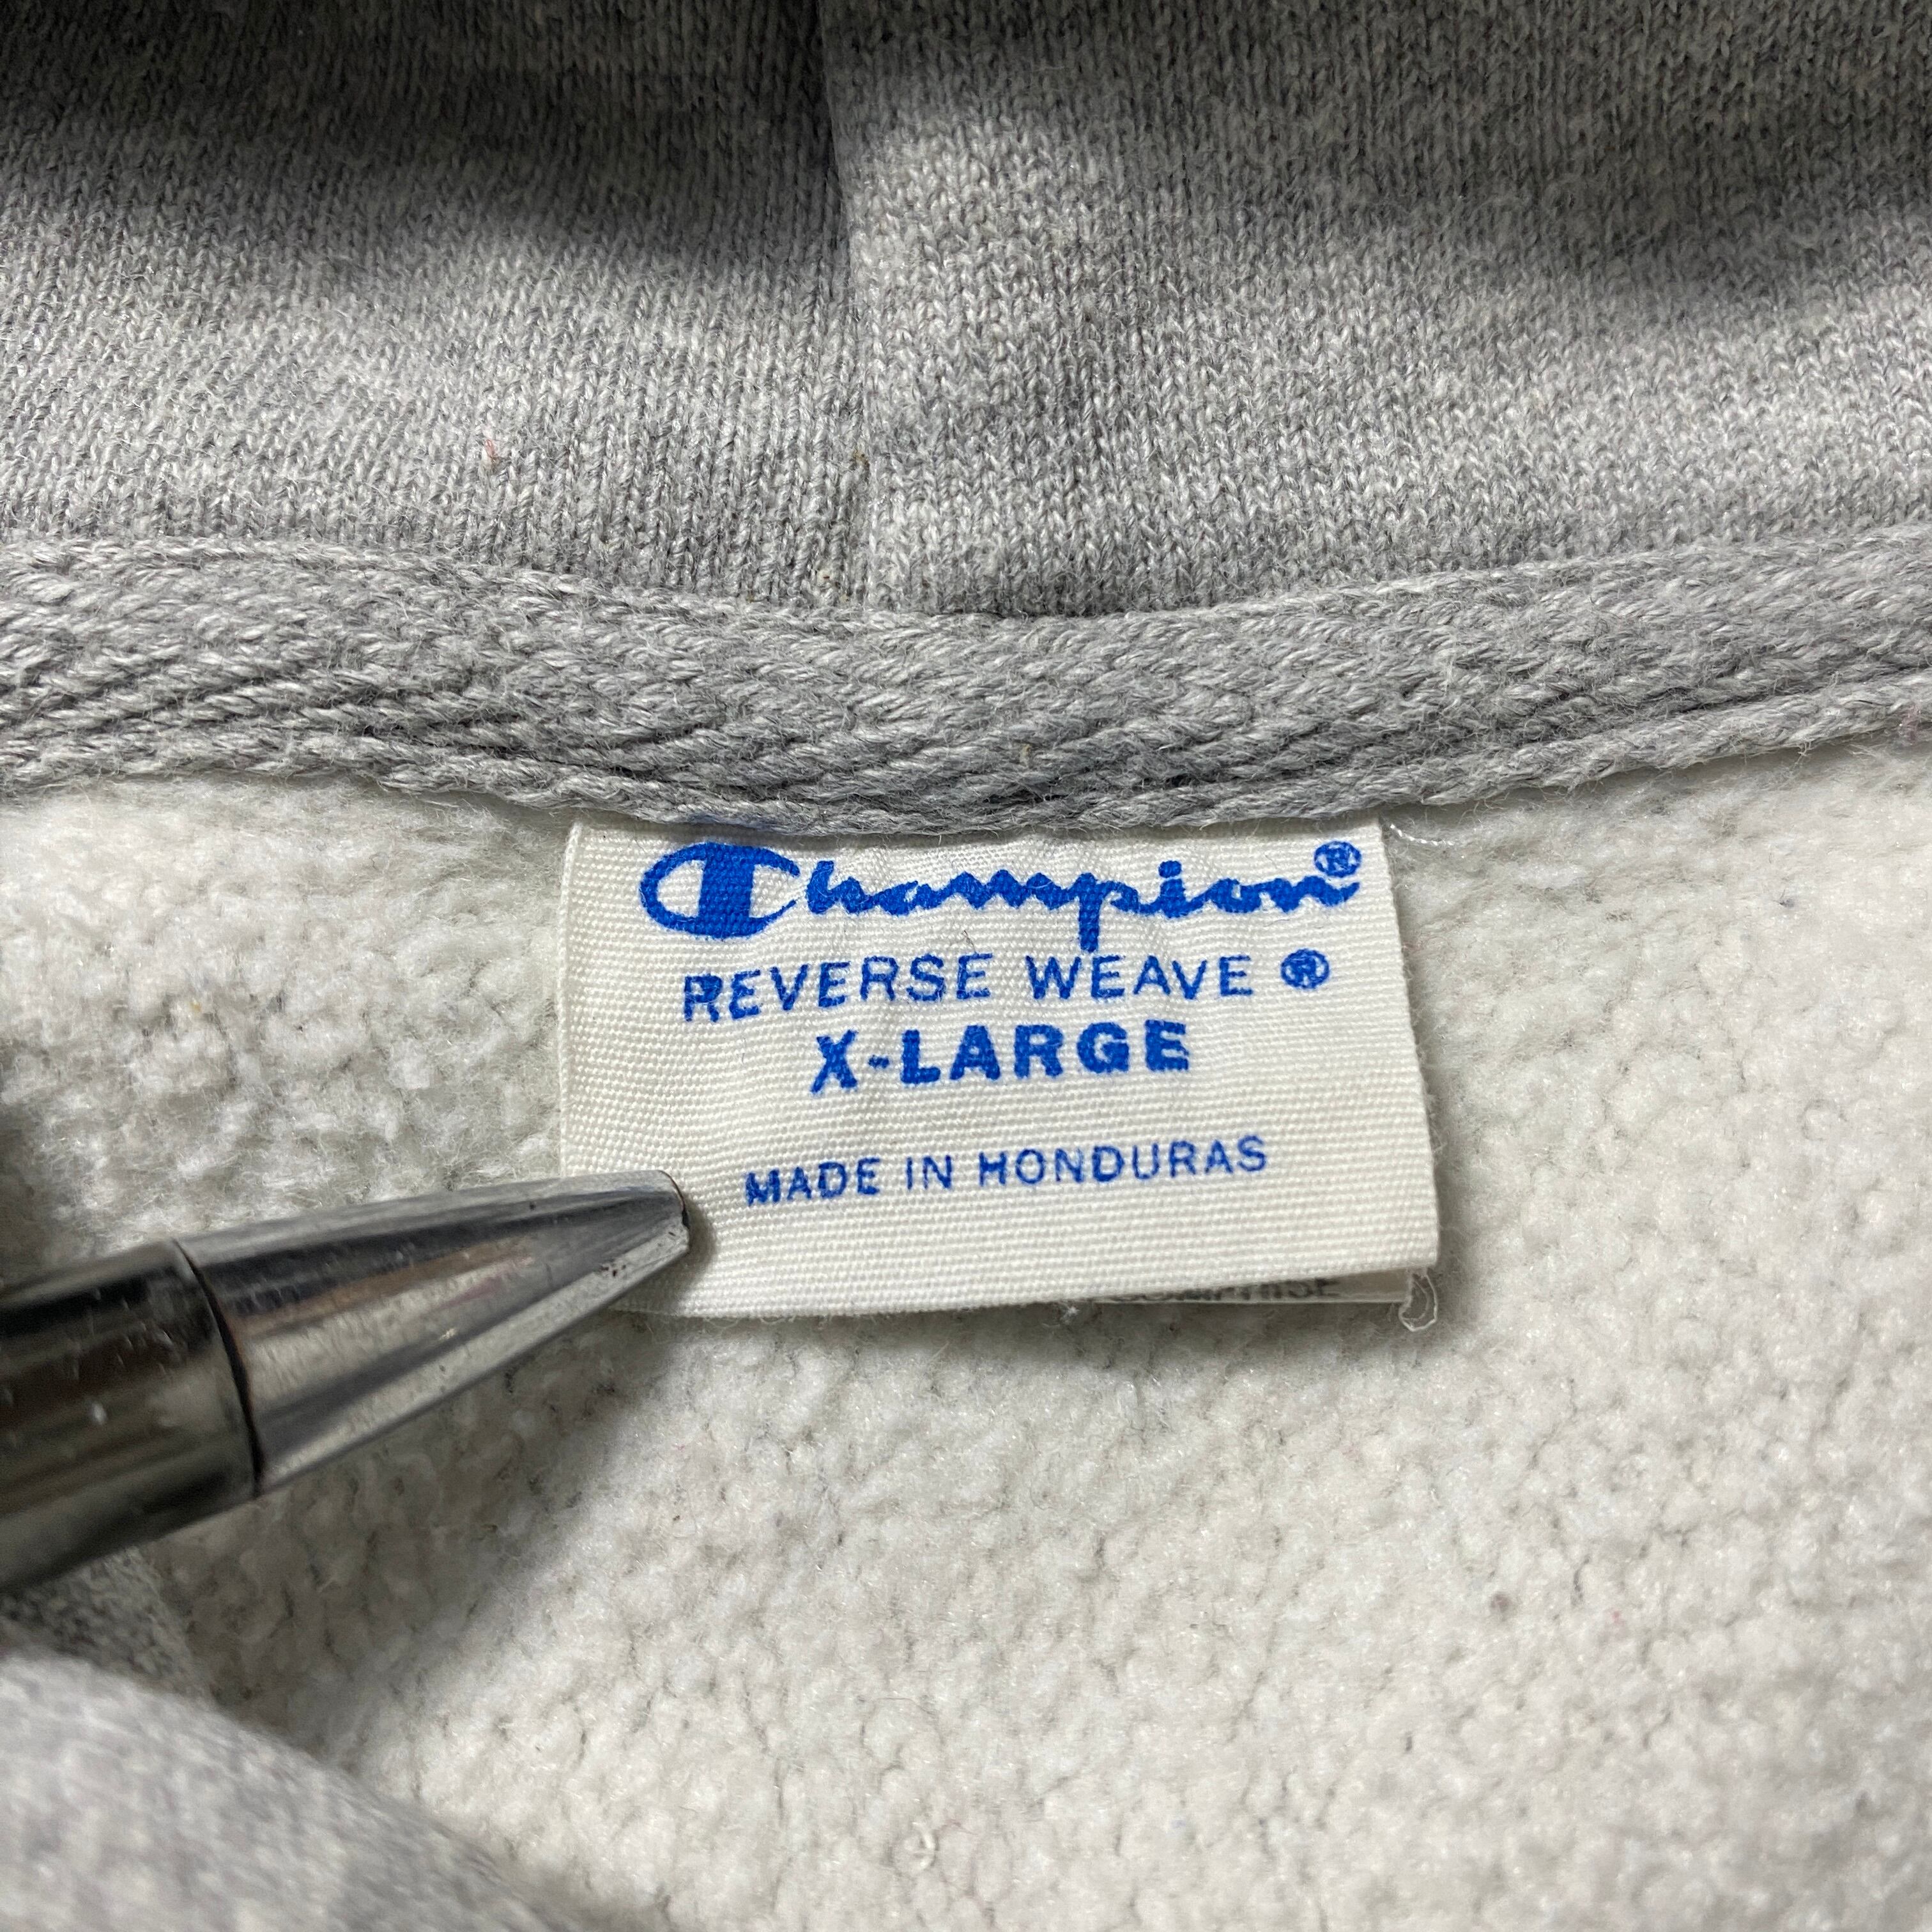 Champion®
REVERSE WEAVE ®
X-LARGE
MADE IN HONDURAS